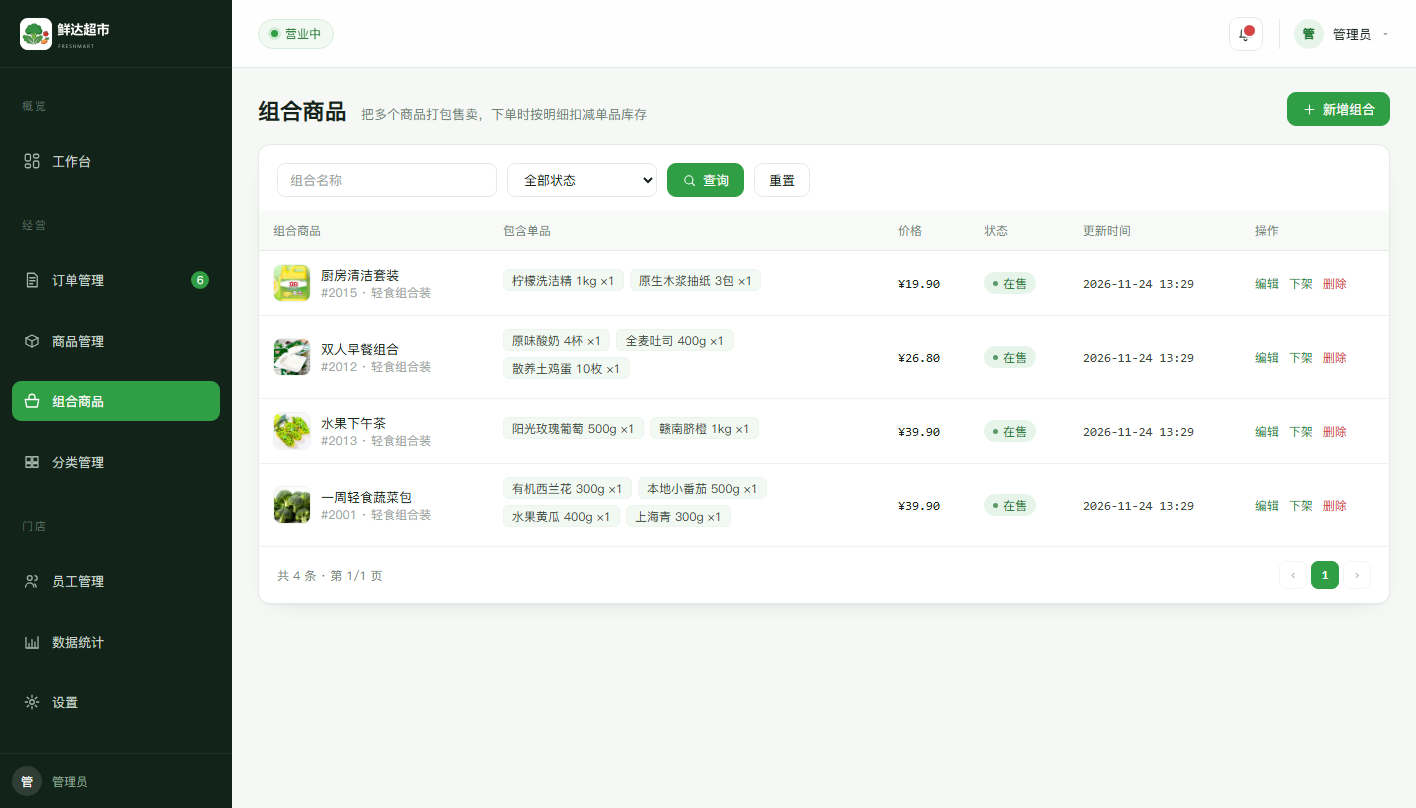 鲜达超市
FRESHMART
营业中
管 管理员
概览
工作台
经营
订单管理 6
商品管理
组合商品
分类管理
门店
员工管理
数据统计
设置
管 管理员
组合商品 把多个商品打包售卖，下单时按明细扣减单品库存
新增组合
组合名称 全部状态 查询 重置
组合商品 包含单品 价格 状态 更新时间 操作
厨房清洁套装
#2015 · 轻食组合装
柠檬洗洁精 1kg ×1 原生木浆抽纸 3包 ×1
¥19.90 在售 2026-11-24 13:29 编辑 下架 删除
双人早餐组合
#2012 · 轻食组合装
原味酸奶 4杯 ×1 全麦吐司 400g ×1
散养土鸡蛋 10枚 ×1
¥26.80 在售 2026-11-24 13:29 编辑 下架 删除
水果下午茶
#2013 · 轻食组合装
阳光玫瑰葡萄 500g ×1 赣南脐橙 1kg ×1
¥39.90 在售 2026-11-24 13:29 编辑 下架 删除
一周轻食蔬菜包
#2001 · 轻食组合装
有机西兰花 300g ×1 本地小番茄 500g ×1
水果黄瓜 400g ×1 上海青 300g ×1
¥39.90 在售 2026-11-24 13:29 编辑 下架 删除
共 4 条 · 第 1/1 页
‹ 1 ›